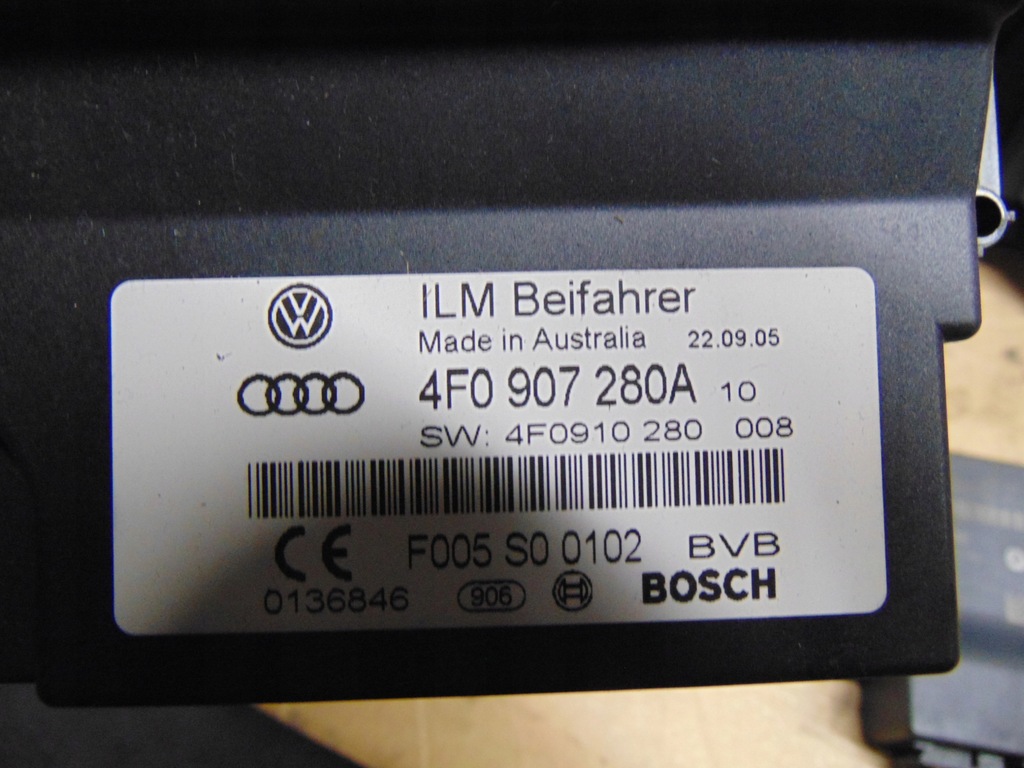 ILM Beifahrer
Made in Australia 22.09.05
4F0 907 280A 10
SW: 4F0910 280 008
CE F005 S0 0102 BVB
0136846 906 BOSCH